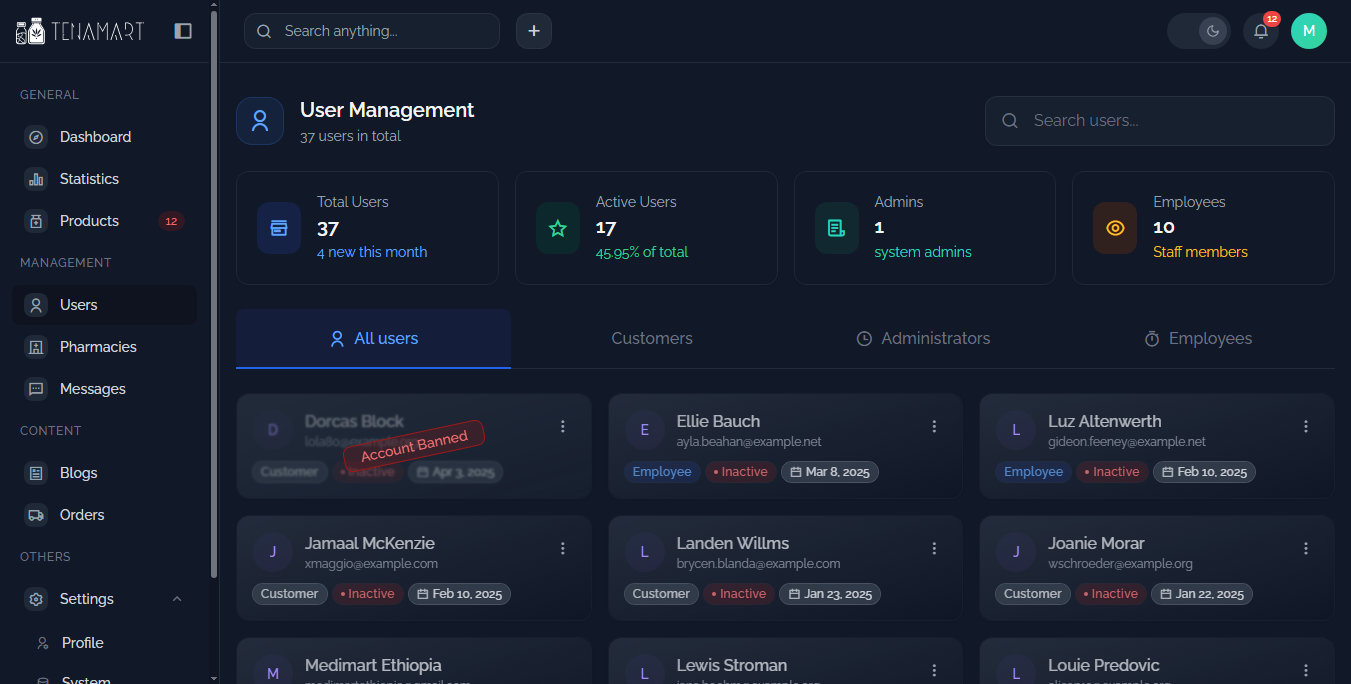 TENAMART
Search anything...
+
12
M
GENERAL
Dashboard
Statistics
Products 12
MANAGEMENT
Users
Pharmacies
Messages
CONTENT
Blogs
Orders
OTHERS
Settings
Profile
System
User Management
37 users in total
Search users...
Total Users
37
4 new this month
Active Users
17
45.95% of total
Admins
1
system admins
Employees
10
Staff members
All users
Customers
Administrators
Employees
D
Dorcas Block
Account Banned
Customer • Inactive Apr 3, 2025
E
Ellie Bauch
ayla.beahan@example.net
Employee • Inactive Mar 8, 2025
L
Luz Altenwerth
gideon.feeney@example.net
Employee • Inactive Feb 10, 2025
J
Jamaal McKenzie
xmaggio@example.com
Customer • Inactive Feb 10, 2025
L
Landen Willms
brycen.blanda@example.com
Customer • Inactive Jan 23, 2025
J
Joanie Morar
wschroeder@example.org
Customer • Inactive Jan 22, 2025
M
Medimart Ethiopia
L
Lewis Stroman
L
Louie Predovic